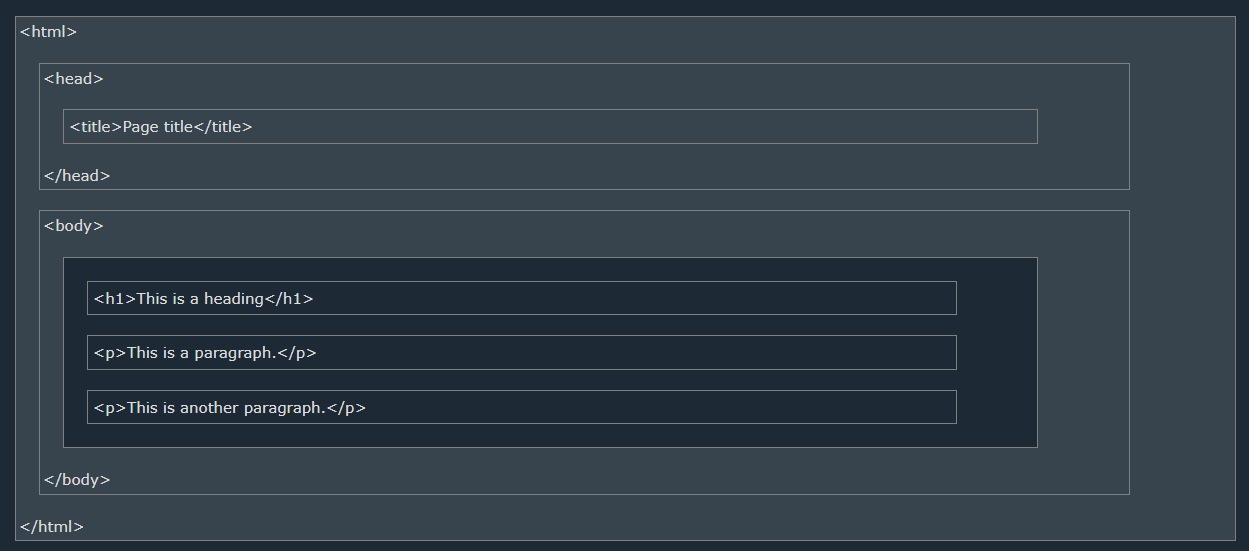 <html>
<head>
<title>Page title</title>
</head>
<body>
<h1>This is a heading</h1>
<p>This is a paragraph.</p>
<p>This is another paragraph.</p>
</body>
</html>